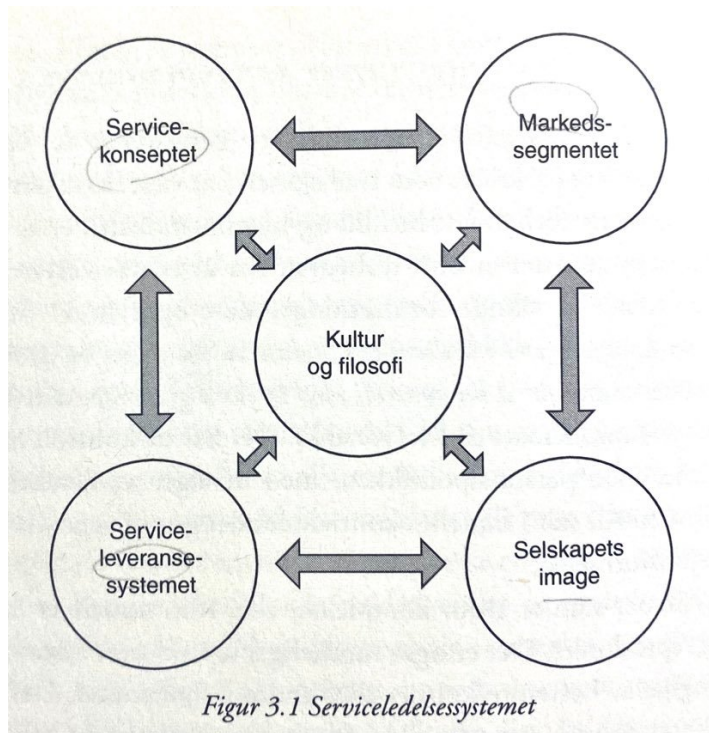 Service-
konseptet
Markeds-
segmentet
Kultur
og filosofi
Service-
leveranse-
systemet
Selskapets
image
Figur 3.1 Serviceledelsessystemet